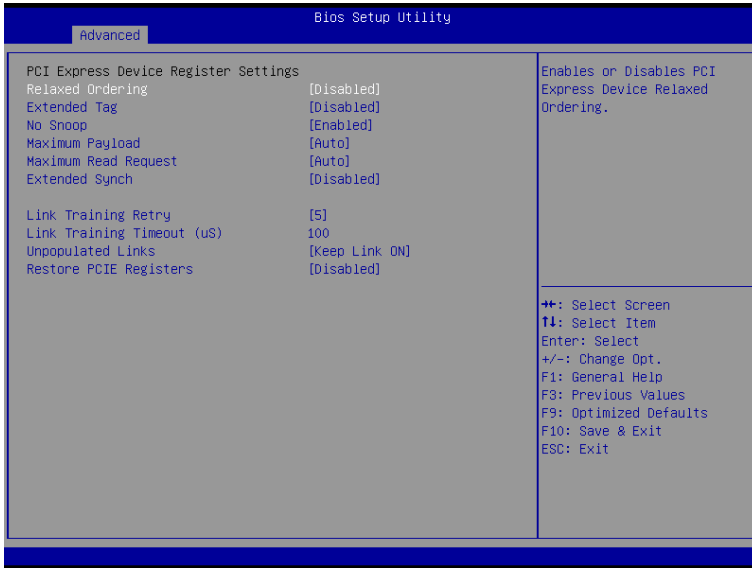 Bios Setup Utility
Advanced
PCI Express Device Register Settings
Relaxed Ordering [Disabled]
Extended Tag [Disabled]
No Snoop [Enabled]
Maximum Payload [Auto]
Maximum Read Request [Auto]
Extended Synch [Disabled]
Link Training Retry [5]
Link Training Timeout (uS) 100
Unpopulated Links [Keep Link ON]
Restore PCIE Registers [Disabled]
Enables or Disables PCI
Express Device Relaxed
Ordering.
→←: Select Screen
↑↓: Select Item
Enter: Select
+/-: Change Opt.
F1: General Help
F3: Previous Values
F9: Optimized Defaults
F10: Save & Exit
ESC: Exit